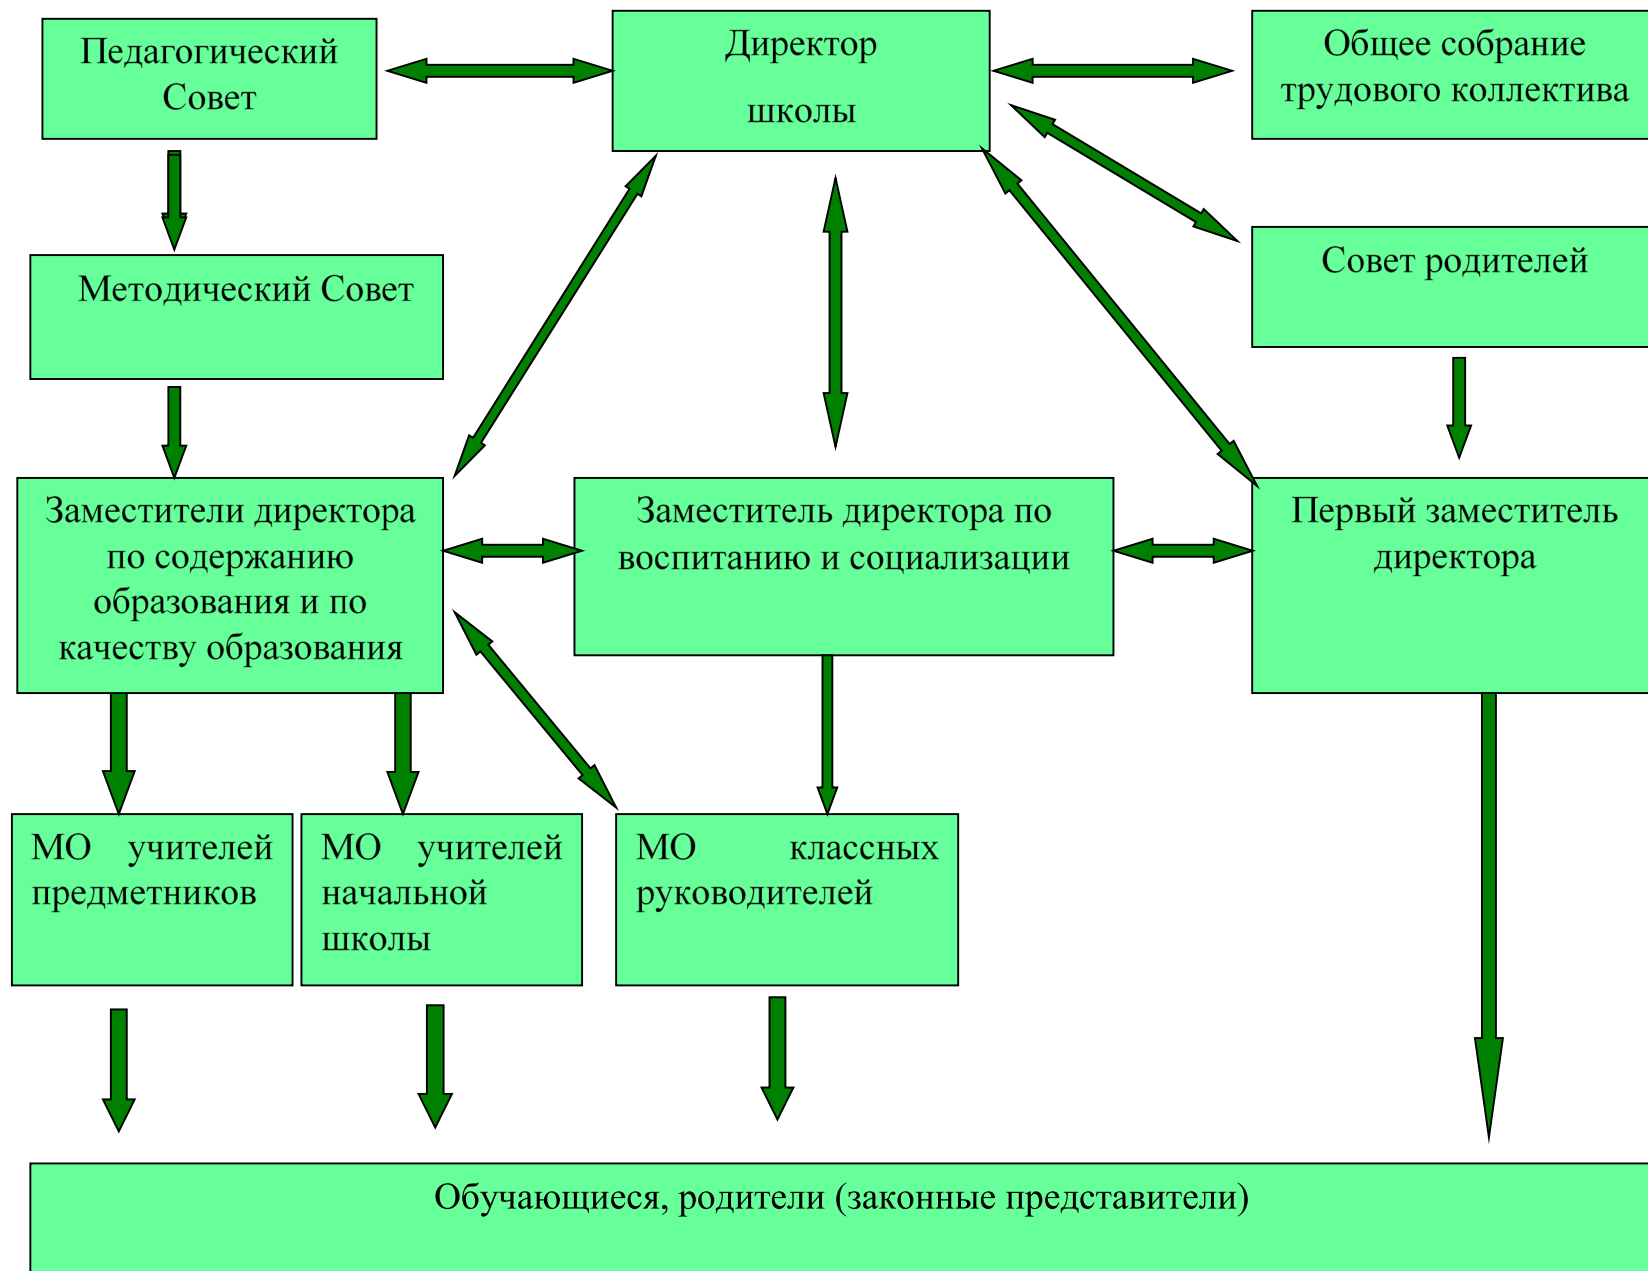 Педагогический
Совет
Директор
школы
Общее собрание
трудового коллектива
Методический Совет
Совет родителей
Заместители директора
по содержанию
образования и по
качеству образования
Заместитель директора по
воспитанию и социализации
Первый заместитель
директора
МО учителей
предметников
МО учителей
начальной
школы
МО классных
руководителей
Обучающиеся, родители (законные представители)